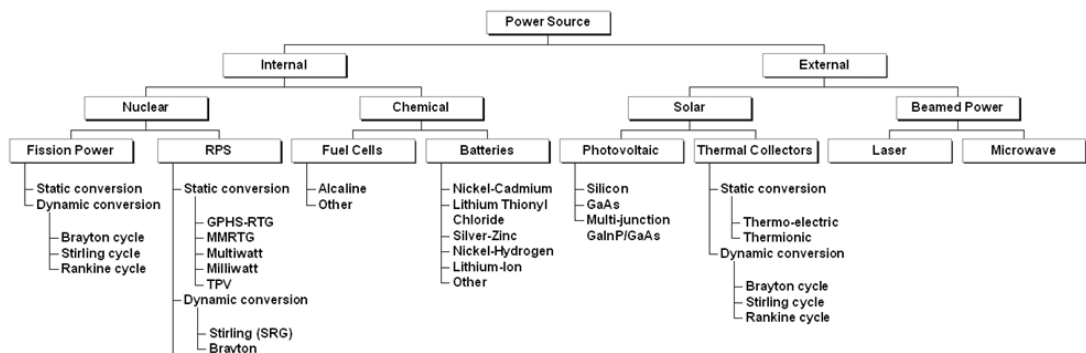 Power Source
Internal
External
Nuclear
Chemical
Solar
Beamed Power
Fission Power
RPS
Fuel Cells
Batteries
Photovoltaic
Thermal Collectors
Laser
Microwave
Static conversion
Dynamic conversion
Brayton cycle
Stirling cycle
Rankine cycle
Static conversion
GPHS-RTG
MMRTG
Multiwatt
Milliwatt
TPV
Dynamic conversion
Stirling (SRG)
Brayton
Alcaline
Other
Nickel-Cadmium
Lithium Thionyl
Chloride
Silver-Zinc
Nickel-Hydrogen
Lithium-Ion
Other
Silicon
GaAs
Multi-junction
GaInP/GaAs
Static conversion
Thermo-electric
Thermionic
Dynamic conversion
Brayton cycle
Stirling cycle
Rankine cycle